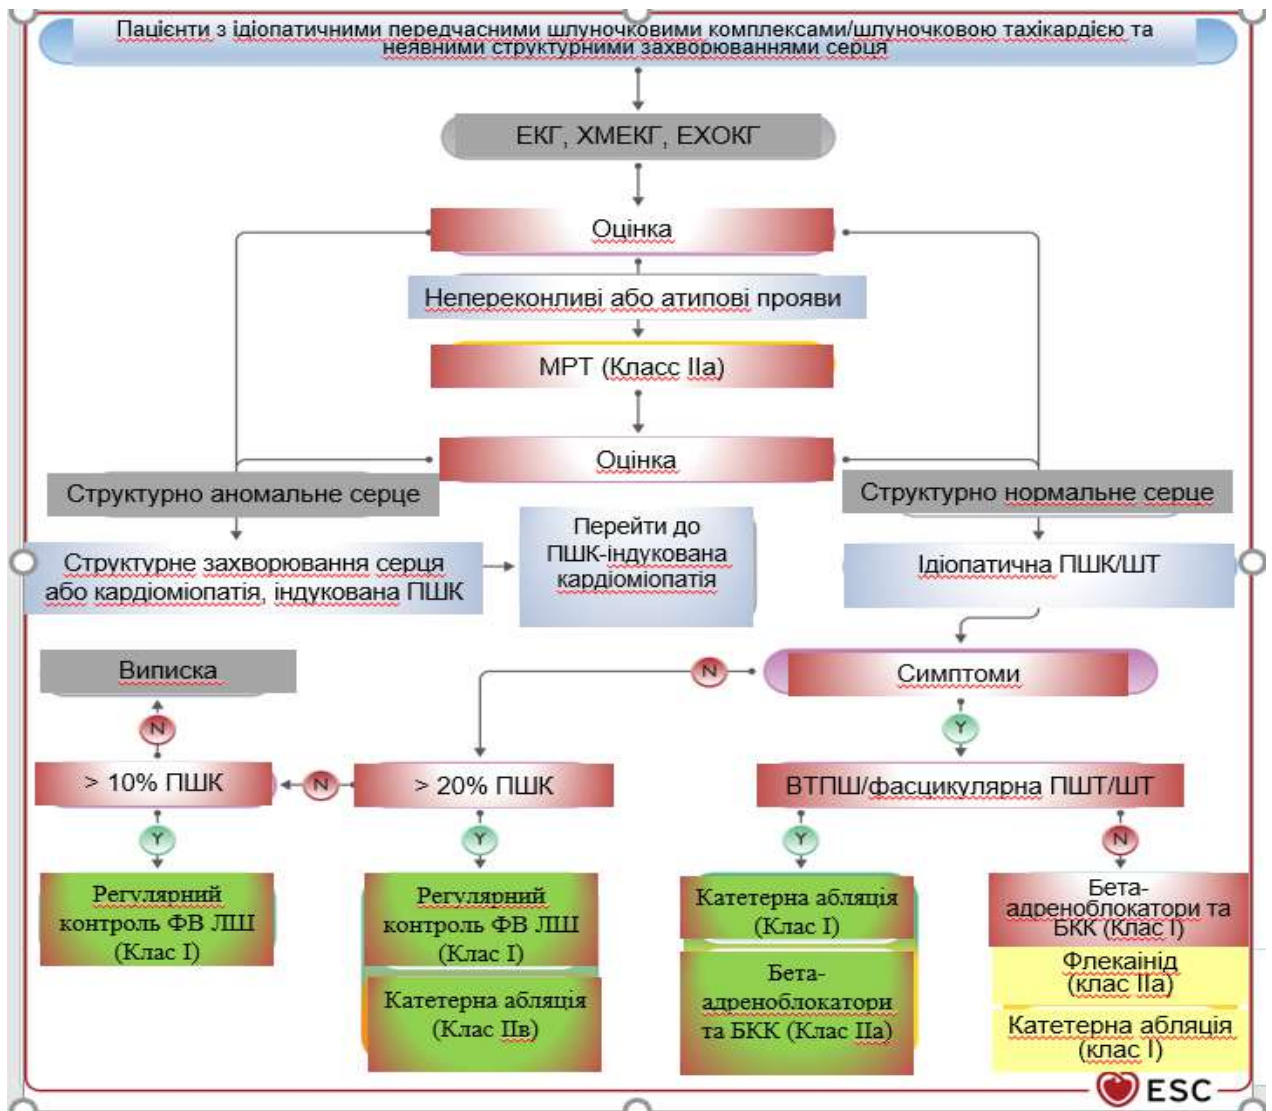 Пацієнти з ідіопатичними передчасними шлуночковими комплексами/шлуночковою тахікардією та
неявними структурними захворюваннями серця
ЕКГ, ХМЕКГ, ЕХОКГ
Оцінка
Непереконливі або атипові прояви
МРТ (Класс IIa)
Оцінка
Структурно аномальне серце
Структурно нормальне серце
Структурне захворювання серця
або кардіоміопатія, індукована ПШК
Перейти до
ПШК-індукована
кардіоміопатія
Ідіопатична ПШК/ШТ
Виписка
N
Симптоми
N
Y
> 10% ПШК
N
> 20% ПШК
ВТПШ/фасцикулярна ПШТ/ШТ
Y
Y
Y
N
Регулярний
контроль ФВ ЛШ
(Клас I)
Регулярний
контроль ФВ ЛШ
(Клас I)
Катетерна абляція
(Клас IIв)
Катетерна абляція
(Клас I)
Бета-
адреноблокатори
та БКК (Клас IIa)
Бета-
адреноблокатори та
БКК (Клас I)
Флекаінід
(клас IIa)
Катетерна абляція
(клас I)
ESC